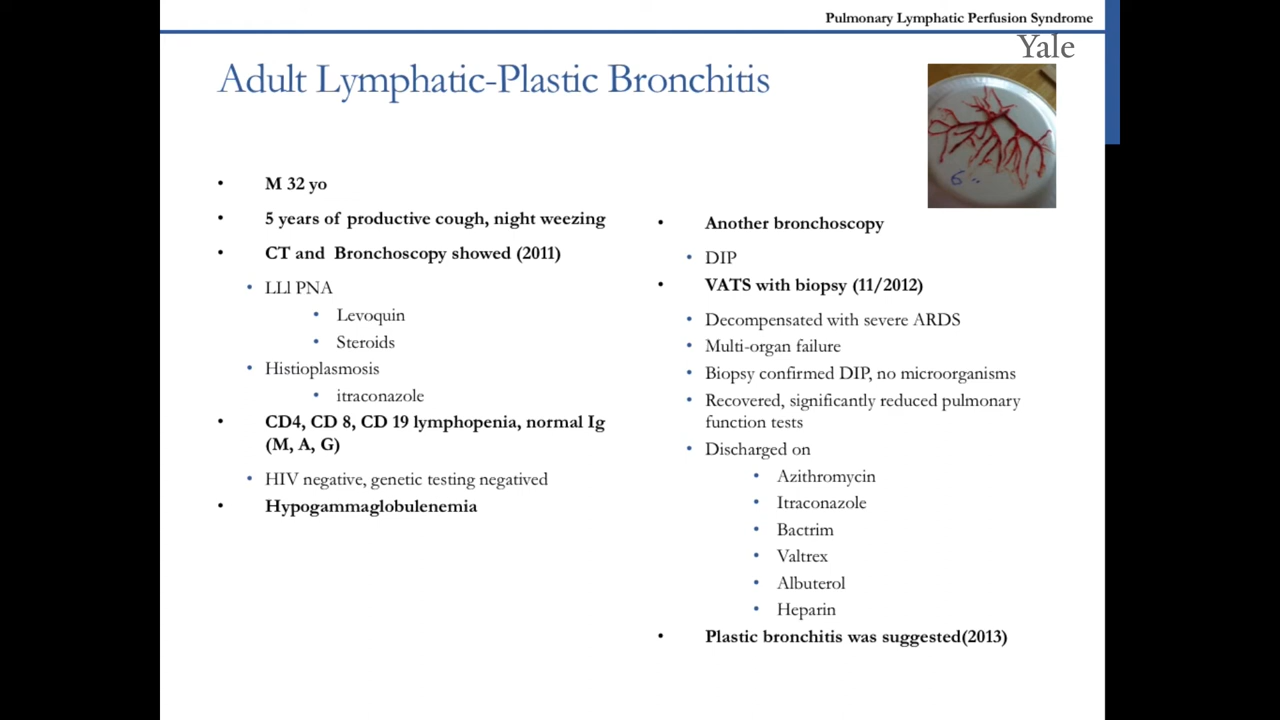 Pulmonary Lymphatic Perfusion Syndrome
Yale
Adult Lymphatic-Plastic Bronchitis
• M 32 yo
• 5 years of productive cough, night weezing
• CT and Bronchoscopy showed (2011)
• LLl PNA
• Levoquin
• Steroids
• Histioplasmosis
• itraconazole
• CD4, CD 8, CD 19 lymphopenia, normal Ig
(M, A, G)
• HIV negative, genetic testing negatived
• Hypogammaglobulenemia
• Another bronchoscopy
• DIP
• VATS with biopsy (11/2012)
• Decompensated with severe ARDS
• Multi-organ failure
• Biopsy confirmed DIP, no microorganisms
• Recovered, significantly reduced pulmonary
function tests
• Discharged on
• Azithromycin
• Itraconazole
• Bactrim
• Valtrex
• Albuterol
• Heparin
• Plastic bronchitis was suggested(2013)